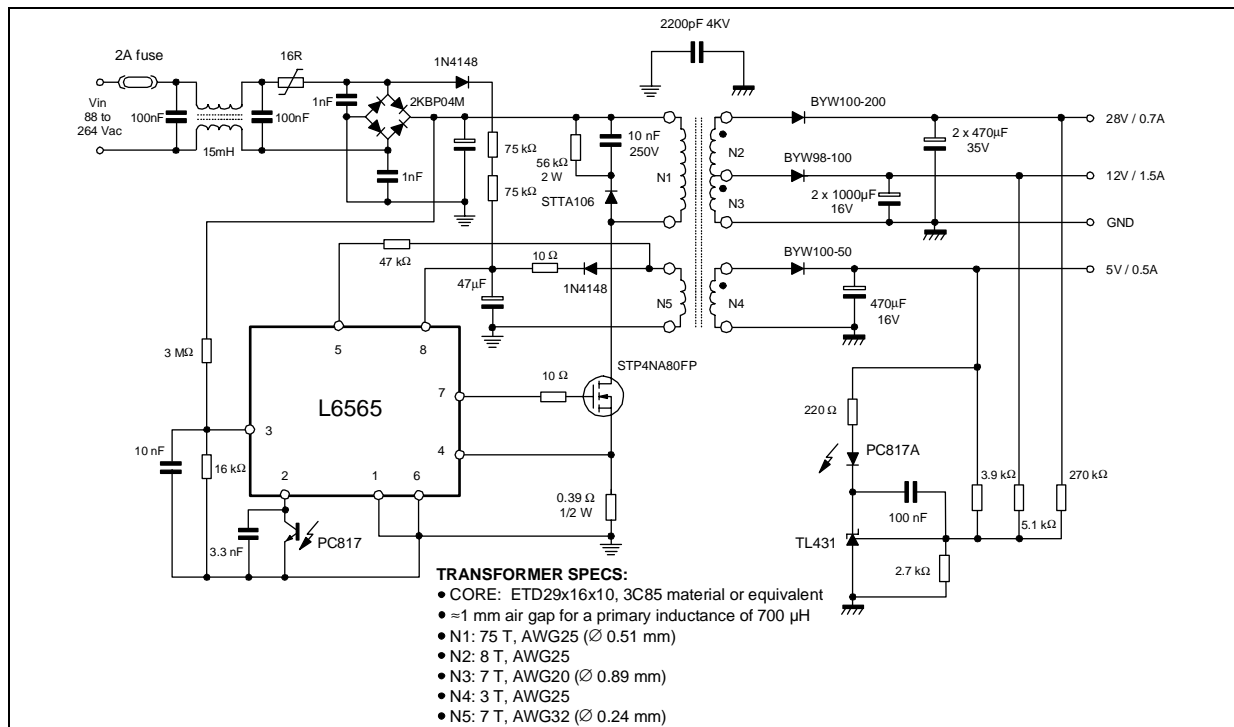 2200pF 4KV
2A fuse
16R
1N4148
Vin
88 to
264 Vac
100nF
15mH
100nF
1nF
2KBP04M
1nF
75 kΩ
75 kΩ
56 kΩ
2 W
10 nF
250V
STTA106
N1
N2
N3
BYW100-200
2 x 470µF
35V
28V / 0.7A
BYW98-100
2 x 1000µF
16V
12V / 1.5A
GND
47 kΩ
10 Ω
1N4148
47µF
N5
N4
BYW100-50
470µF
16V
5V / 0.5A
3 MΩ
5
8
L6565
7
10 Ω
STP4NA80FP
3
4
10 nF
16 kΩ
2
1
6
0.39 Ω
1/2 W
3.3 nF
PC817
220 Ω
PC817A
100 nF
3.9 kΩ
270 kΩ
5.1 kΩ
TL431
2.7 kΩ
TRANSFORMER SPECS:
● CORE: ETD29x16x10, 3C85 material or equivalent
● ≈1 mm air gap for a primary inductance of 700 µH
● N1: 75 T, AWG25 (∅ 0.51 mm)
● N2: 8 T, AWG25
● N3: 7 T, AWG20 (∅ 0.89 mm)
● N4: 3 T, AWG25
● N5: 7 T, AWG32 (∅ 0.24 mm)